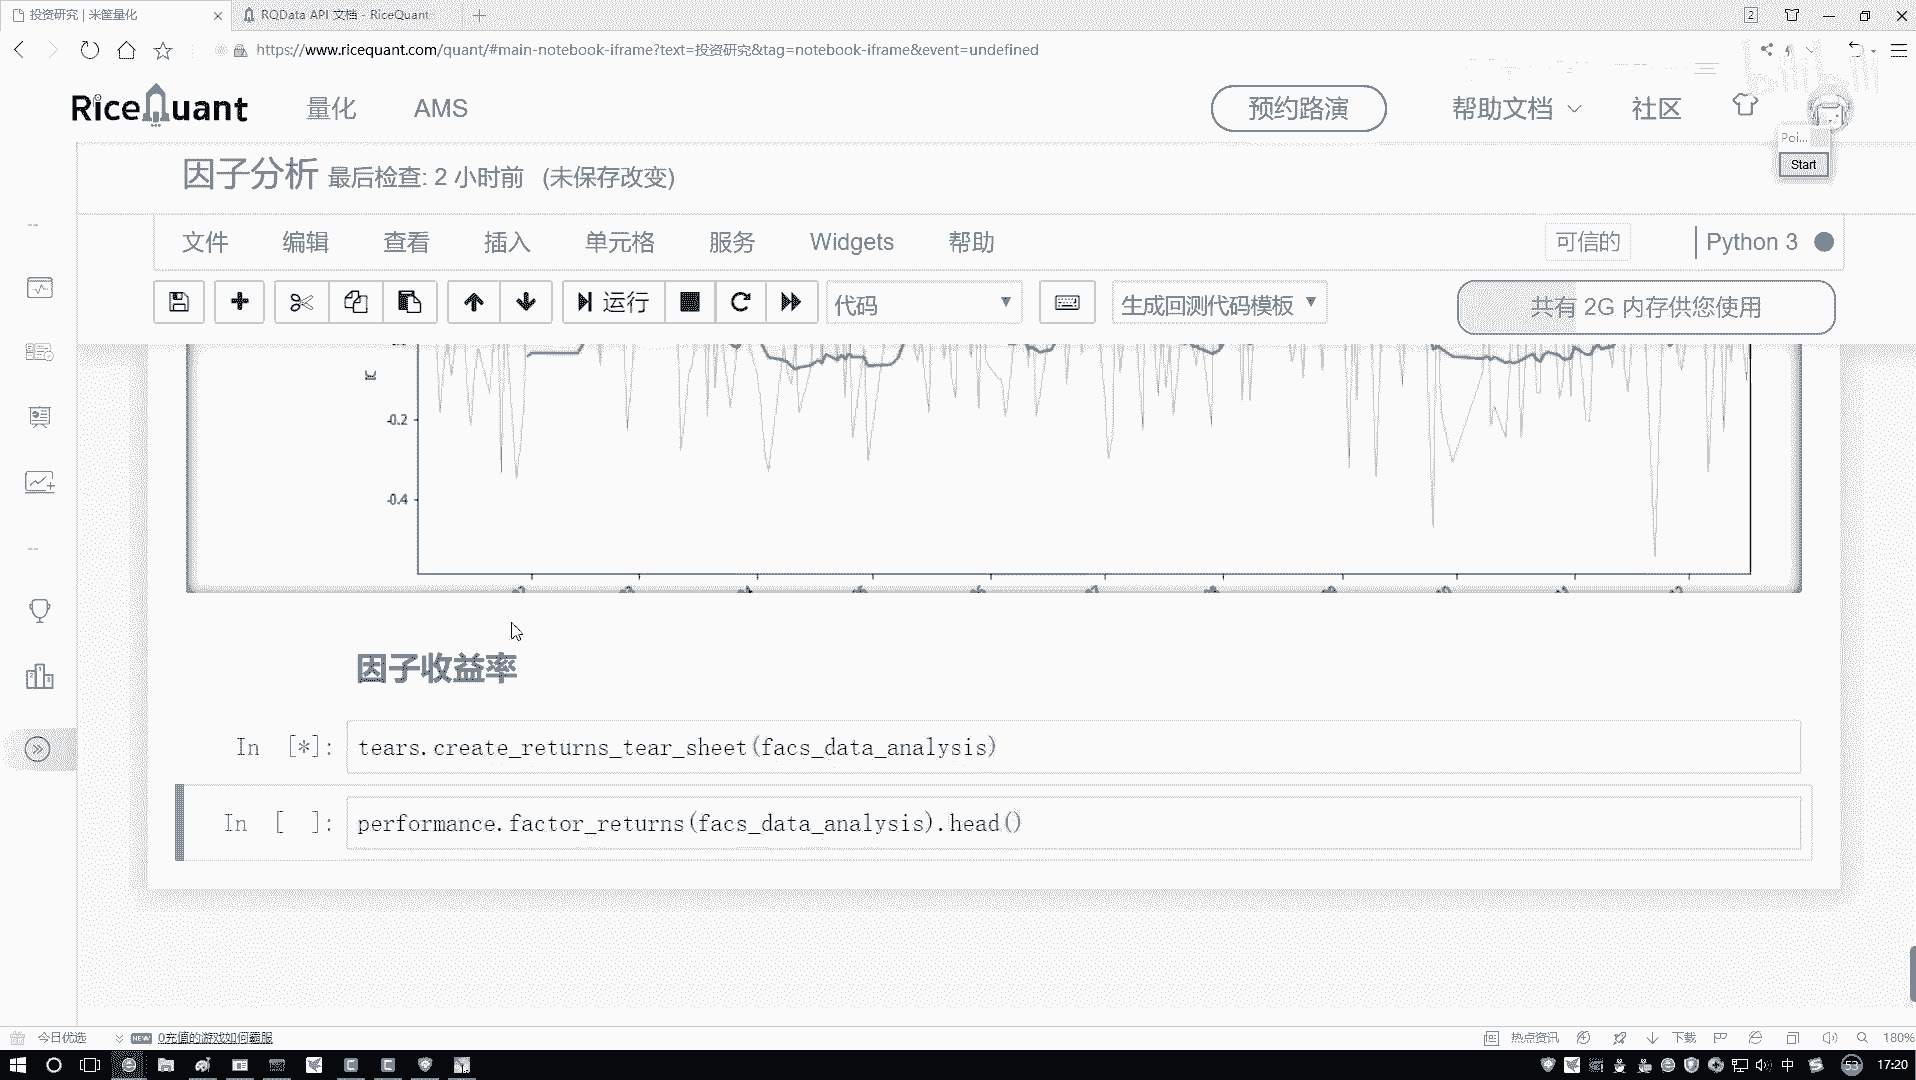 投资研究 | 米筐量化
RQData API 文档 - RiceQuant
2
https://www.ricequant.com/quant/#main-notebook-iframe?text=投资研究&tag=notebook-iframe&event=undefined
RiceQuant
量化
AMS
预约路演
帮助文档
社区
Poi...
Start
因子分析 最后检查: 2 小时前 (未保存改变)
文件
编辑
查看
插入
单元格
服务
Widgets
帮助
可信的
Python 3
运行
代码
生成回测代码模板
共有 2G 内存供您使用
IC
-0.2
-0.4
因子收益率
In [*]: tears.create_returns_tear_sheet(facs_data_analysis)
In [ ]: performance.factor_returns(facs_data_analysis).head()
今日优选
NEW
0充值的游戏如何霸服
热点资讯
下载
180%
中
53
17:20